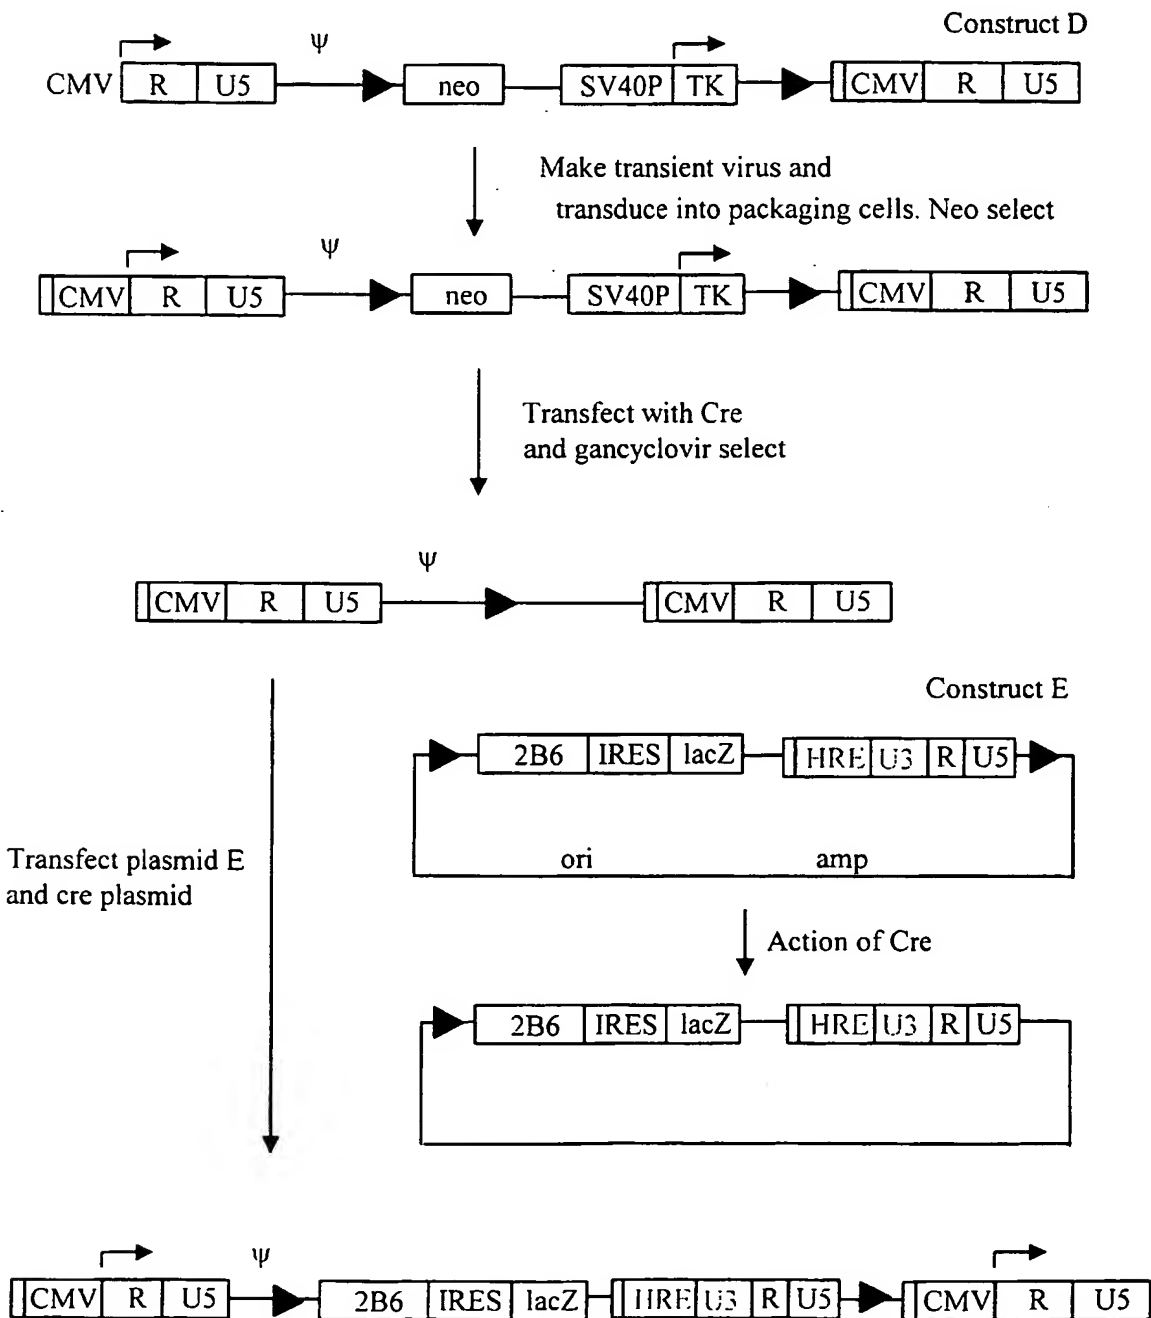 Construct D
ψ
CMV R U5 neo SV40P TK CMV R U5
Make transient virus and
transduce into packaging cells. Neo select
ψ
CMV R U5 neo SV40P TK CMV R U5
Transfect with Cre
and gancyclovir select
ψ
CMV R U5 CMV R U5
Construct E
2B6 IRES lacZ HRE U3 R U5
ori amp
Transfect plasmid E
and cre plasmid
Action of Cre
2B6 IRES lacZ HRE U3 R U5
ψ
CMV R U5 2B6 IRES lacZ HRE U3 R U5 CMV R U5